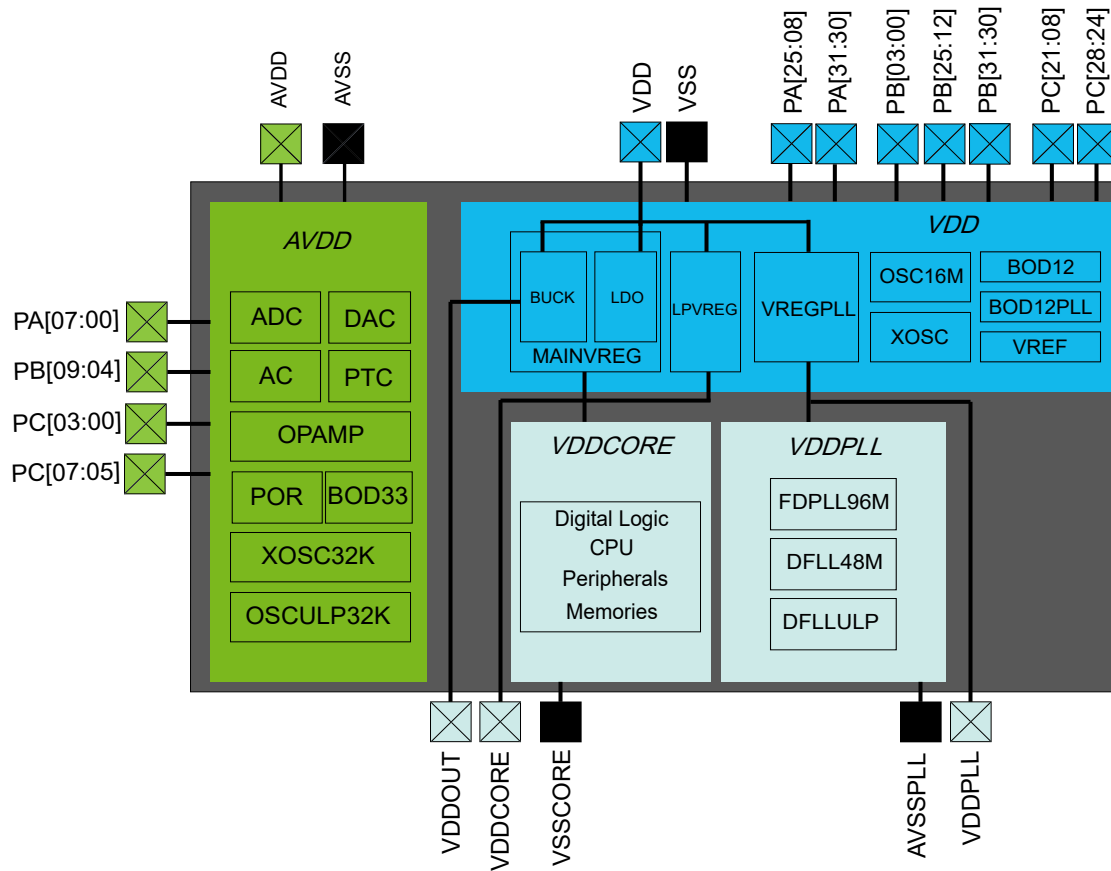 AVDD
AVSS
VDD
VSS
PA[25:08]
PA[31:30]
PB[03:00]
PB[25:12]
PB[31:30]
PC[21:08]
PC[28:24]
PA[07:00]
PB[09:04]
PC[03:00]
PC[07:05]
AVDD
ADC
DAC
AC
PTC
OPAMP
POR
BOD33
XOSC32K
OSCULP32K
VDD
BUCK
LDO
MAINVREG
LPVREG
VREGPLL
OSC16M
XOSC
BOD12
BOD12PLL
VREF
VDDCORE
Digital Logic
CPU
Peripherals
Memories
VDDPLL
FDPLL96M
DFLL48M
DFLLULP
VDDOUT
VDDCORE
VSSCORE
AVSSPLL
VDDPLL